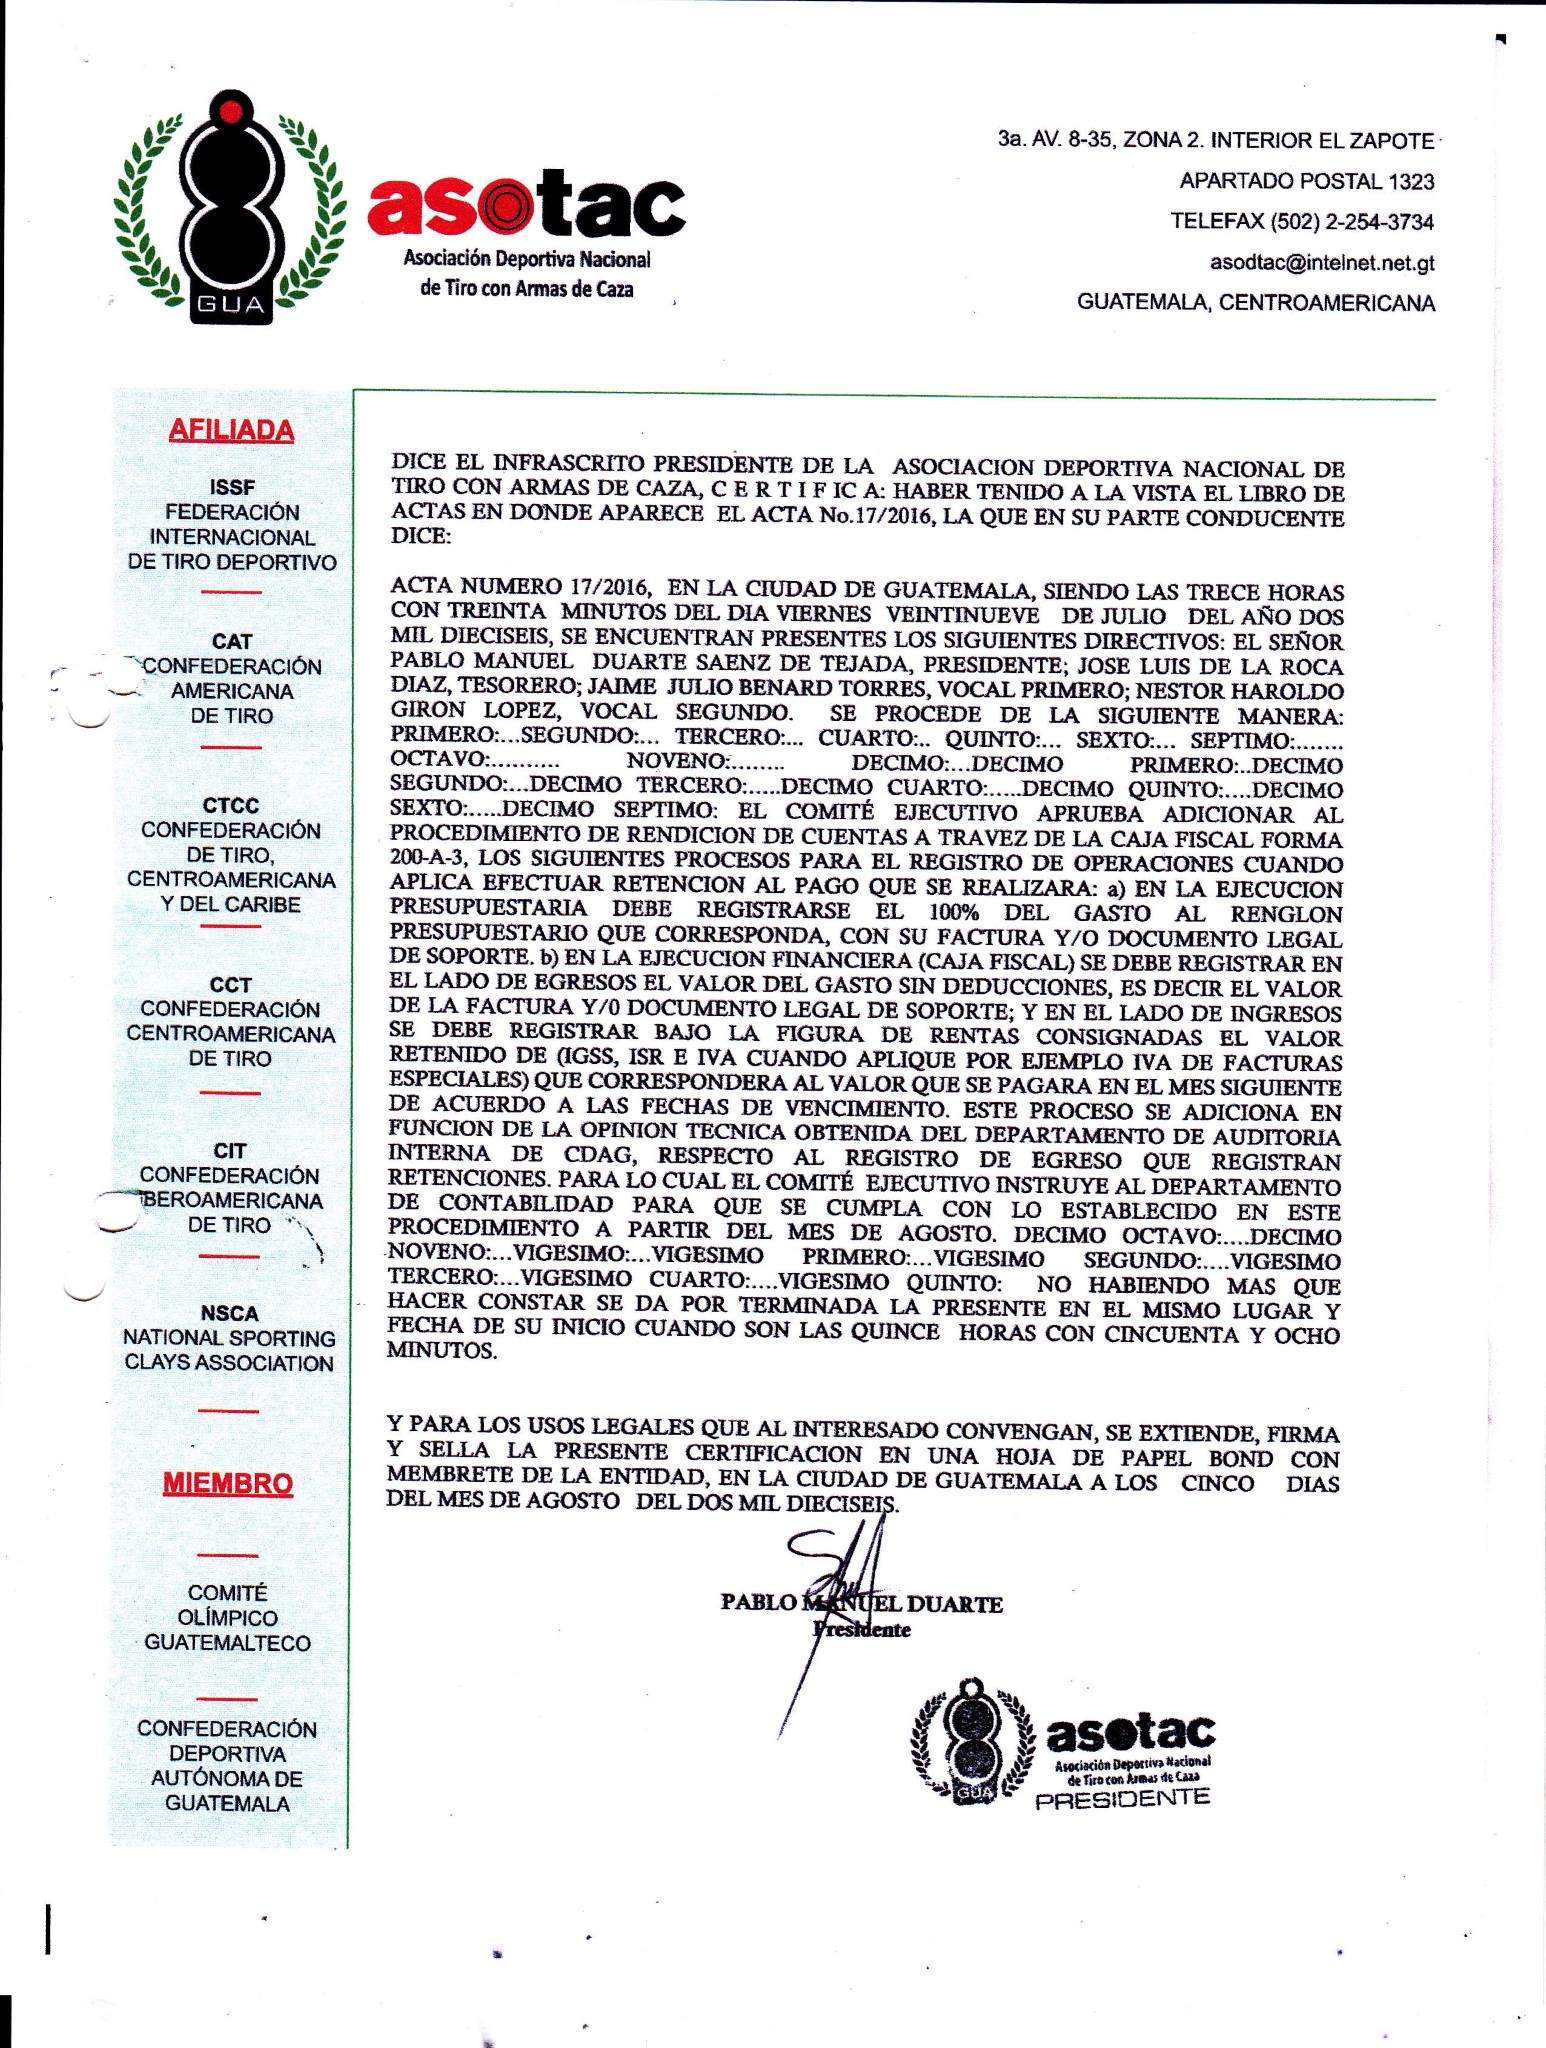 GUA
asotac
Asociación Deportiva Nacional
de Tiro con Armas de Caza
3a. AV. 8-35, ZONA 2. INTERIOR EL ZAPOTE
APARTADO POSTAL 1323
TELEFAX (502) 2-254-3734
asodtac@intelnet.net.gt
GUATEMALA, CENTROAMERICANA
AFILIADA
ISSF
FEDERACIÓN
INTERNACIONAL
DE TIRO DEPORTIVO
CAT
CONFEDERACIÓN
AMERICANA
DE TIRO
CTCC
CONFEDERACIÓN
DE TIRO,
CENTROAMERICANA
Y DEL CARIBE
CCT
CONFEDERACIÓN
CENTROAMERICANA
DE TIRO
CIT
CONFEDERACIÓN
IBEROAMERICANA
DE TIRO
NSCA
NATIONAL SPORTING
CLAYS ASSOCIATION
MIEMBRO
COMITÉ
OLÍMPICO
GUATEMALTECO
CONFEDERACIÓN
DEPORTIVA
AUTÓNOMA DE
GUATEMALA
DICE EL INFRASCRITO PRESIDENTE DE LA ASOCIACION DEPORTIVA NACIONAL DE
TIRO CON ARMAS DE CAZA, C E R T I F I C A: HABER TENIDO A LA VISTA EL LIBRO DE
ACTAS EN DONDE APARECE EL ACTA No.17/2016, LA QUE EN SU PARTE CONDUCENTE
DICE:
ACTA NUMERO 17/2016, EN LA CIUDAD DE GUATEMALA, SIENDO LAS TRECE HORAS
CON TREINTA MINUTOS DEL DIA VIERNES VEINTINUEVE DE JULIO DEL AÑO DOS
MIL DIECISEIS, SE ENCUENTRAN PRESENTES LOS SIGUIENTES DIRECTIVOS: EL SEÑOR
PABLO MANUEL DUARTE SAENZ DE TEJADA, PRESIDENTE; JOSE LUIS DE LA ROCA
DIAZ, TESORERO; JAIME JULIO BENARD TORRES, VOCAL PRIMERO; NESTOR HAROLDO
GIRON LOPEZ, VOCAL SEGUNDO. SE PROCEDE DE LA SIGUIENTE MANERA:
PRIMERO:...SEGUNDO:... TERCERO:... CUARTO:.. QUINTO:... SEXTO:... SEPTIMO:.......
OCTAVO:.......... NOVENO:........ DECIMO:...DECIMO PRIMERO:..DECIMO
SEGUNDO:...DECIMO TERCERO:.....DECIMO CUARTO:.....DECIMO QUINTO:....DECIMO
SEXTO:.....DECIMO SEPTIMO: EL COMITÉ EJECUTIVO APRUEBA ADICIONAR AL
PROCEDIMIENTO DE RENDICION DE CUENTAS A TRAVEZ DE LA CAJA FISCAL FORMA
200-A-3, LOS SIGUIENTES PROCESOS PARA EL REGISTRO DE OPERACIONES CUANDO
APLICA EFECTUAR RETENCION AL PAGO QUE SE REALIZARA: a) EN LA EJECUCION
PRESUPUESTARIA DEBE REGISTRARSE EL 100% DEL GASTO AL RENGLON
PRESUPUESTARIO QUE CORRESPONDA, CON SU FACTURA Y/O DOCUMENTO LEGAL
DE SOPORTE. b) EN LA EJECUCION FINANCIERA (CAJA FISCAL) SE DEBE REGISTRAR EN
EL LADO DE EGRESOS EL VALOR DEL GASTO SIN DEDUCCIONES, ES DECIR EL VALOR
DE LA FACTURA Y/0 DOCUMENTO LEGAL DE SOPORTE; Y EN EL LADO DE INGRESOS
SE DEBE REGISTRAR BAJO LA FIGURA DE RENTAS CONSIGNADAS EL VALOR
RETENIDO DE (IGSS, ISR E IVA CUANDO APLIQUE POR EJEMPLO IVA DE FACTURAS
ESPECIALES) QUE CORRESPONDERA AL VALOR QUE SE PAGARA EN EL MES SIGUIENTE
DE ACUERDO A LAS FECHAS DE VENCIMIENTO. ESTE PROCESO SE ADICIONA EN
FUNCION DE LA OPINION TECNICA OBTENIDA DEL DEPARTAMENTO DE AUDITORIA
INTERNA DE CDAG, RESPECTO AL REGISTRO DE EGRESO QUE REGISTRAN
RETENCIONES. PARA LO CUAL EL COMITÉ EJECUTIVO INSTRUYE AL DEPARTAMENTO
DE CONTABILIDAD PARA QUE SE CUMPLA CON LO ESTABLECIDO EN ESTE
PROCEDIMIENTO A PARTIR DEL MES DE AGOSTO. DECIMO OCTAVO:....DECIMO
NOVENO:...VIGESIMO:...VIGESIMO PRIMERO:...VIGESIMO SEGUNDO:....VIGESIMO
TERCERO:...VIGESIMO CUARTO:....VIGESIMO QUINTO: NO HABIENDO MAS QUE
HACER CONSTAR SE DA POR TERMINADA LA PRESENTE EN EL MISMO LUGAR Y
FECHA DE SU INICIO CUANDO SON LAS QUINCE HORAS CON CINCUENTA Y OCHO
MINUTOS.
Y PARA LOS USOS LEGALES QUE AL INTERESADO CONVENGAN, SE EXTIENDE, FIRMA
Y SELLA LA PRESENTE CERTIFICACION EN UNA HOJA DE PAPEL BOND CON
MEMBRETE DE LA ENTIDAD, EN LA CIUDAD DE GUATEMALA A LOS CINCO DIAS
DEL MES DE AGOSTO DEL DOS MIL DIECISEIS.
PABLO MANUEL DUARTE
Presidente
GUA
asotac
Asociación Deportiva Nacional
de Tiro con Armas de Caza
PRESIDENTE